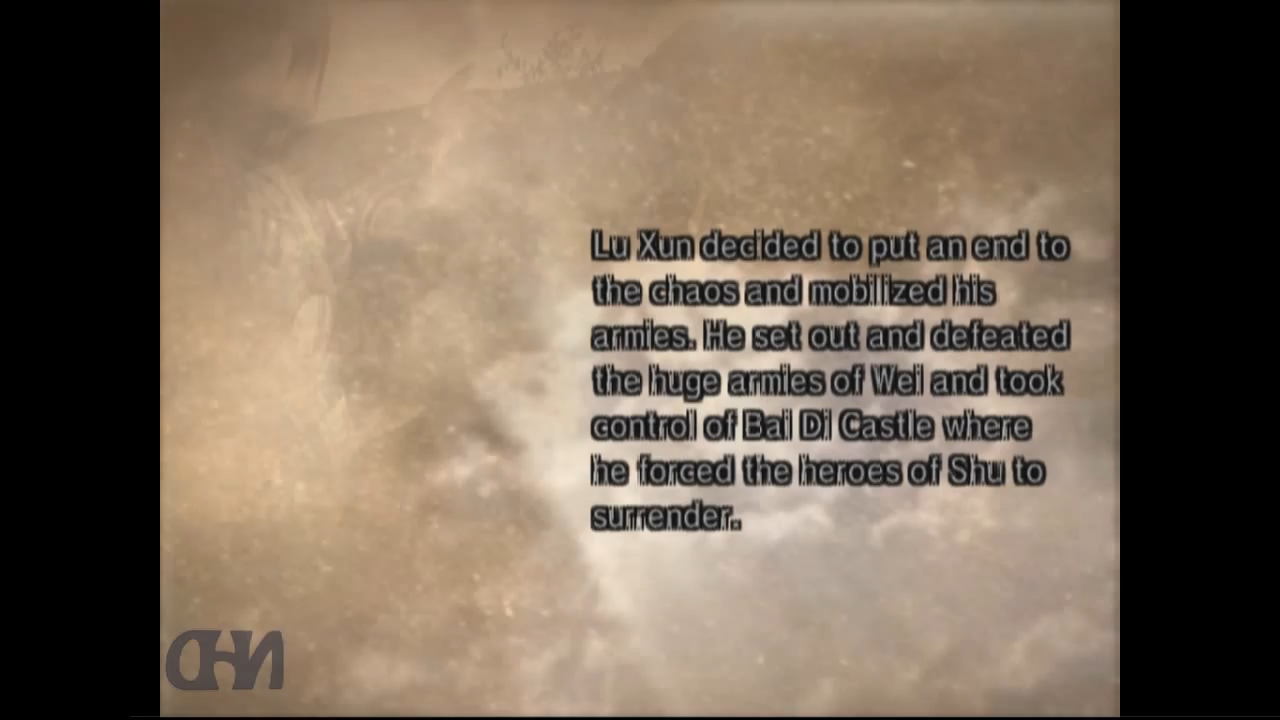 Lu Xun decided to put an end to
the chaos and mobilized his
armies. He set out and defeated
the huge armies of Wei and took
control of Bai Di Castle where
he forced the heroes of Shu to
surrender.